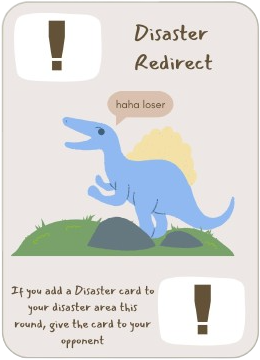 !
Disaster
Redirect
haha loser
If you add a Disaster card to
your disaster area this
round, give the card to your
opponent
!